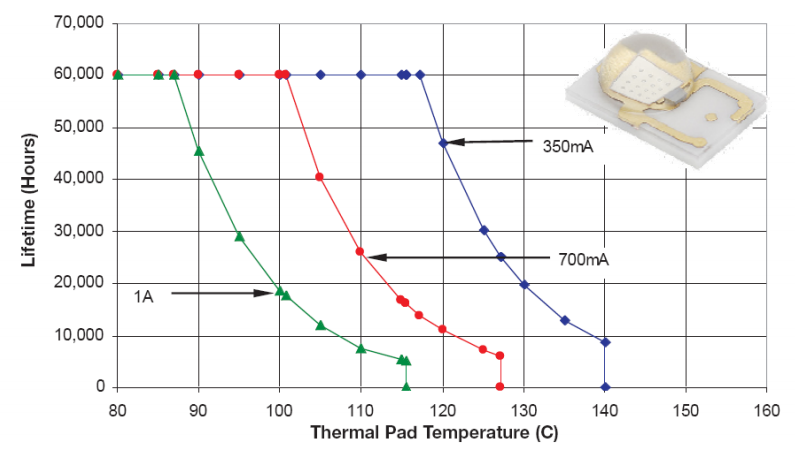 70,000
60,000
50,000
40,000
30,000
20,000
10,000
0
Lifetime (Hours)
350mA
700mA
1A
80 90 100 110 120 130 140 150 160
Thermal Pad Temperature (C)